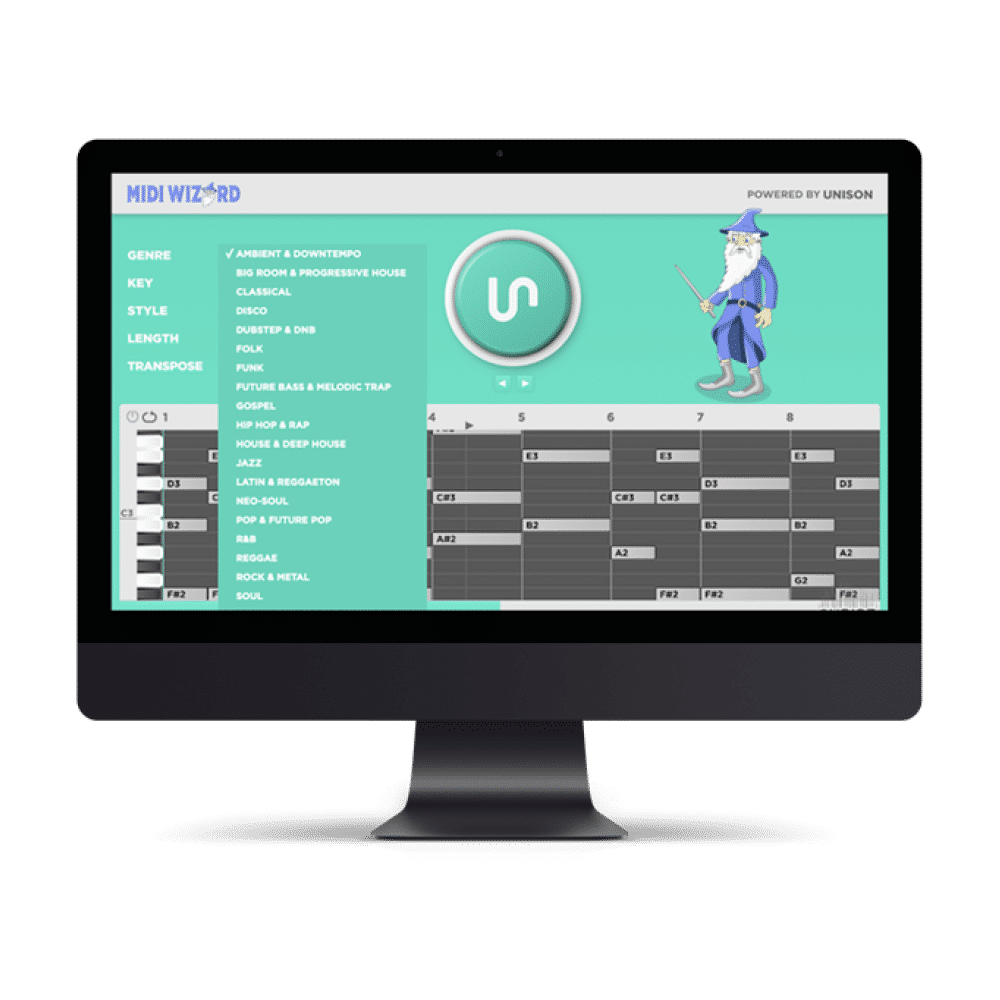 MIDI WIZARD
POWERED BY UNISON
GENRE
KEY
STYLE
LENGTH
TRANSPOSE
✓ AMBIENT & DOWNTEMPO
BIG ROOM & PROGRESSIVE HOUSE
CLASSICAL
DISCO
DUBSTEP & DNB
FOLK
FUNK
FUTURE BASS & MELODIC TRAP
GOSPEL
HIP HOP & RAP
HOUSE & DEEP HOUSE
JAZZ
LATIN & REGGAETON
NEO-SOUL
POP & FUTURE POP
R&B
REGGAE
ROCK & METAL
SOUL
1 4 5 6 7 8
E3 E3 E3
D3 D3 D3
C#3 C#3 C#3
C3
B2 B2 B2 B2
A#2
A2 A2
G2
F#2 F#2 F#2 F#2